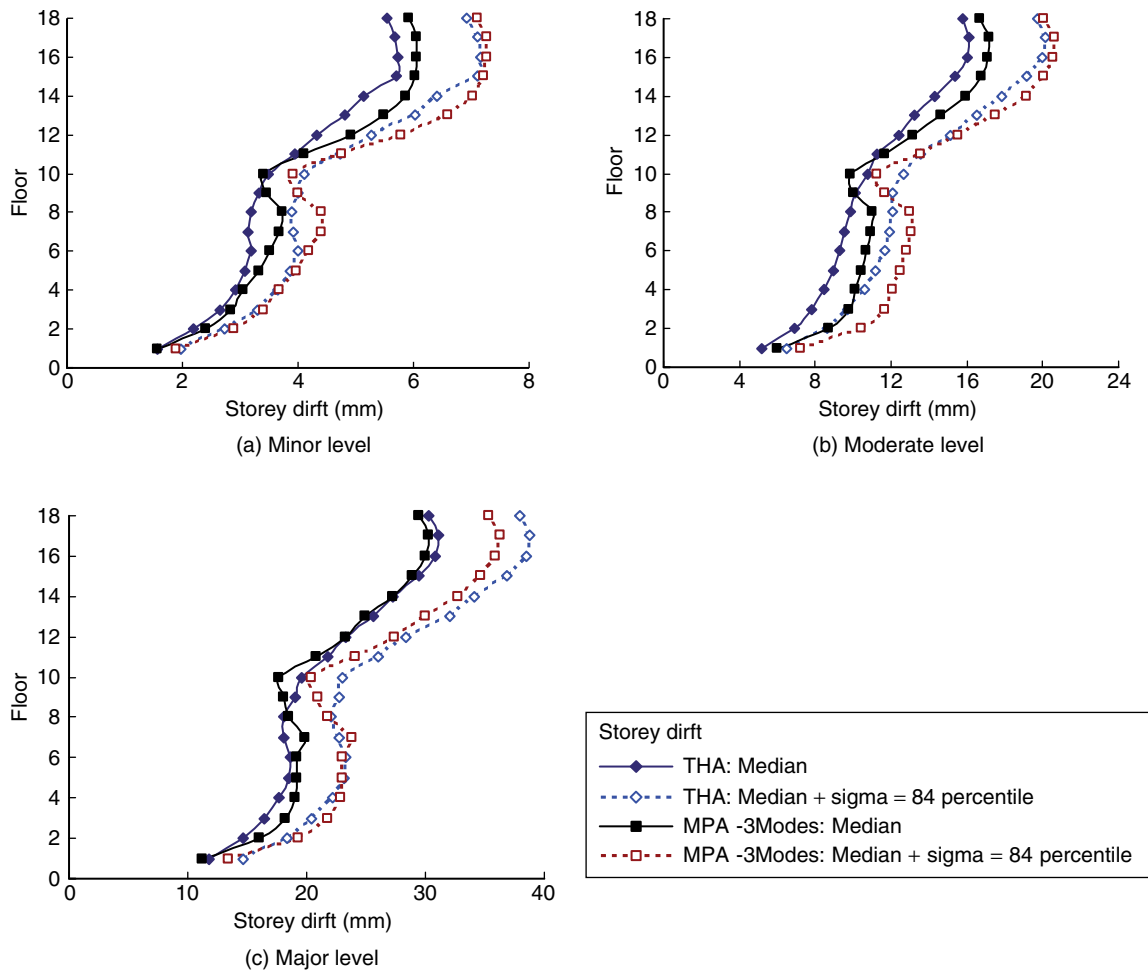 18
16
14
12
10
8
6
4
2
0
Floor
0 2 4 6 8
Storey dirft (mm)
(a) Minor level
18
16
14
12
10
8
6
4
2
0
Floor
0 4 8 12 16 20 24
Storey dirft (mm)
(b) Moderate level
18
16
14
12
10
8
6
4
2
0
Floor
0 10 20 30 40
Storey dirft (mm)
(c) Major level
Storey dirft
THA: Median
THA: Median + sigma = 84 percentile
MPA -3Modes: Median
MPA -3Modes: Median + sigma = 84 percentile